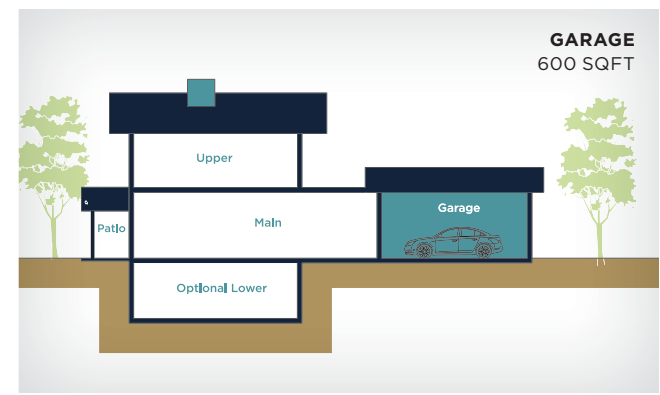 GARAGE
600 SQFT
Upper
Garage
Main
Patio
Optional Lower